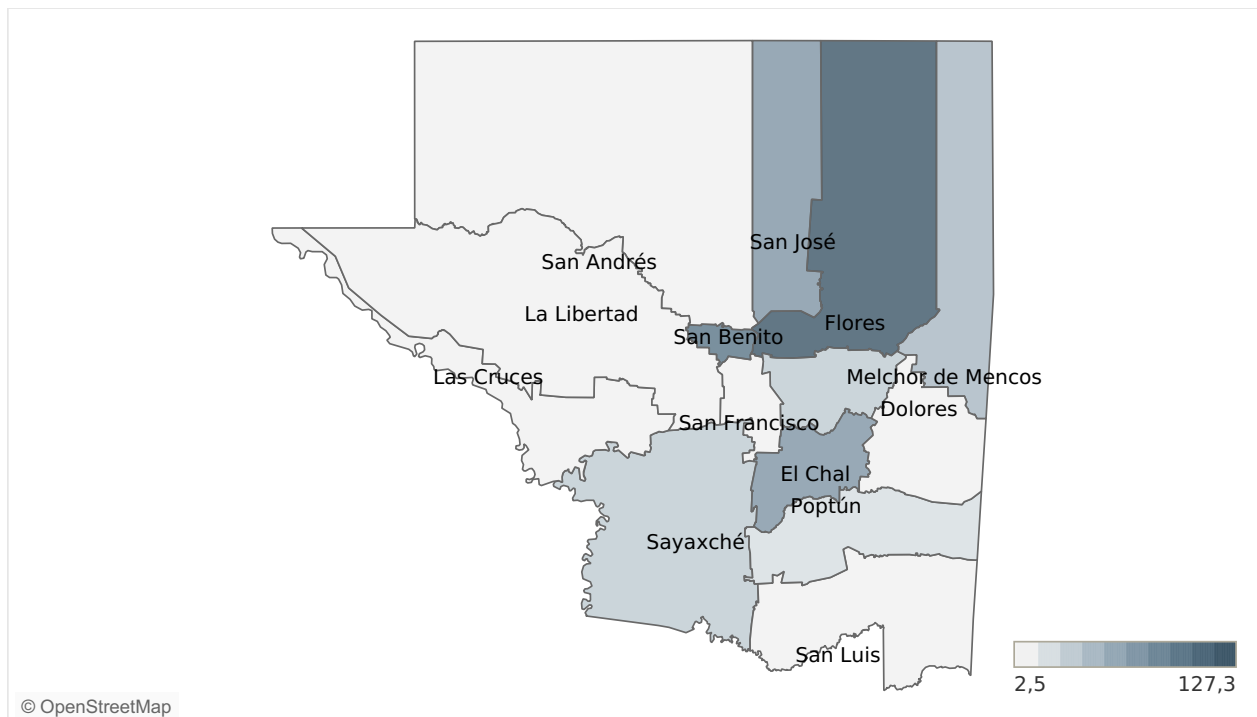 San José
San Andrés
La Libertad
Flores
San Benito
Las Cruces
Melchor de Mencos
Dolores
San Francisco
El Chal
Poptún
Sayaxché
San Luis
2,5
127,3
© OpenStreetMap